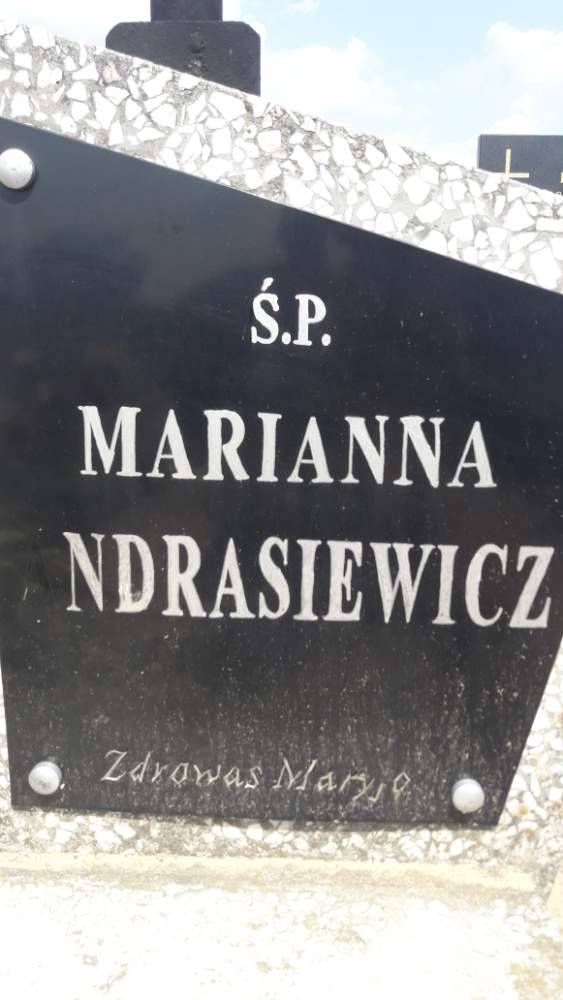 Ś.P.
MARIANNA
NDRASIEWICZ
Zdrowas Maryjo